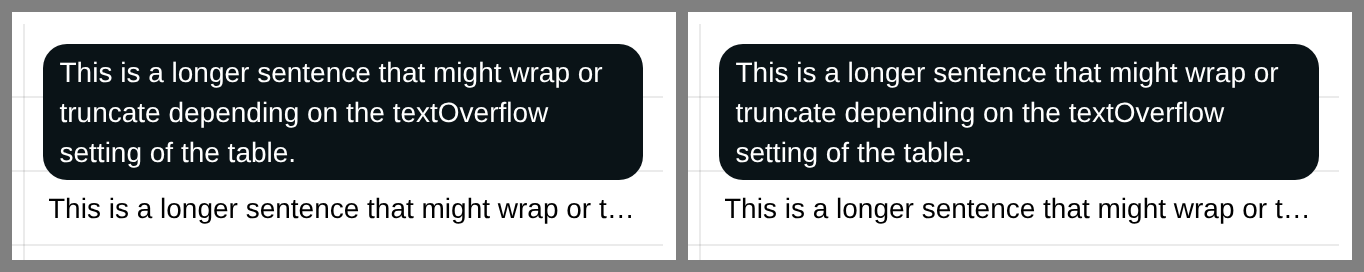 This is a longer sentence that might wrap or
truncate depending on the textOverflow
setting of the table.
This is a longer sentence that might wrap or t…
This is a longer sentence that might wrap or
truncate depending on the textOverflow
setting of the table.
This is a longer sentence that might wrap or t…